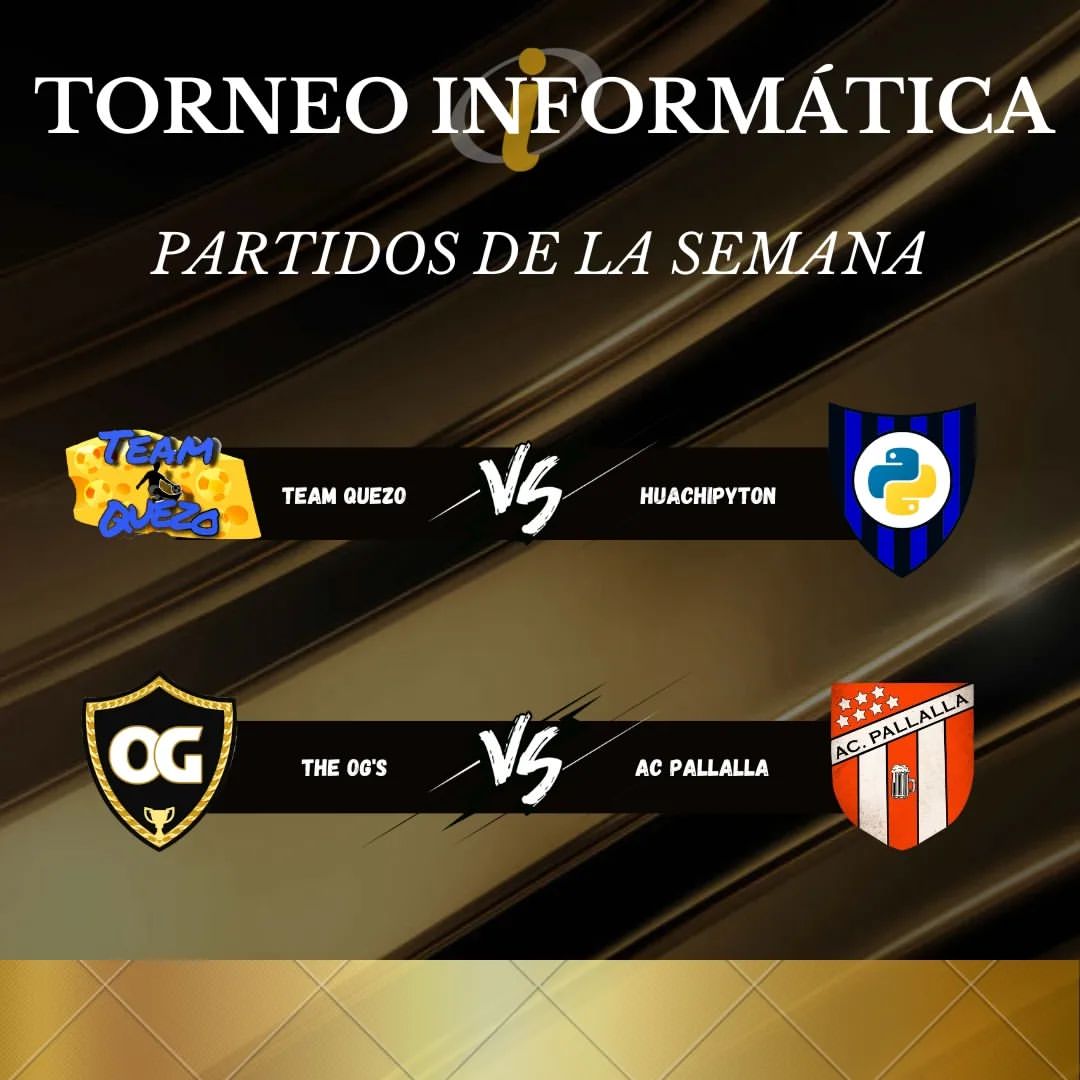 TORNEO INFORMÁTICA
i
PARTIDOS DE LA SEMANA
TEAM
QUEZO
TEAM QUEZO
VS
HUACHIPYTON
OG
THE OG'S
VS
AC PALLALLA
AC. PALLALLA